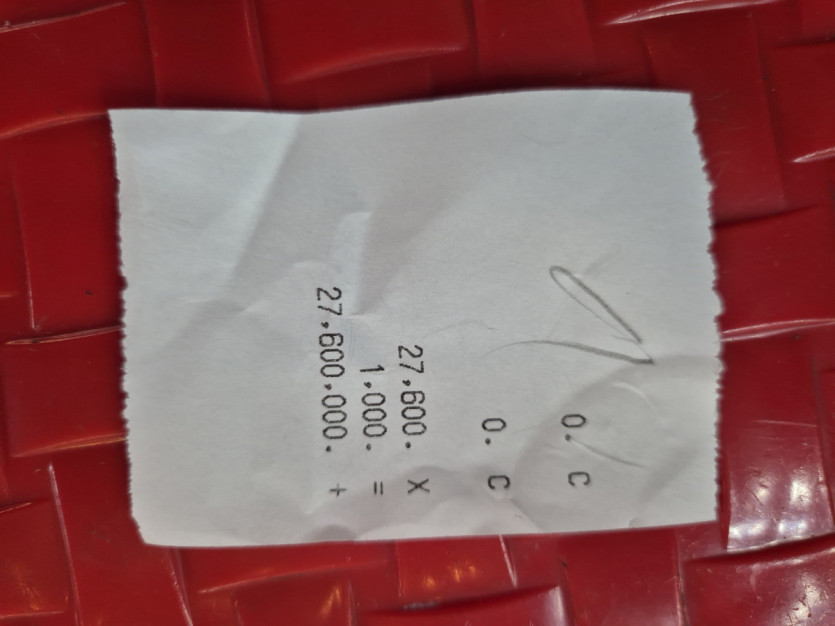 0. C
0. C
27,600. X
1,000. =
27,600,000. +